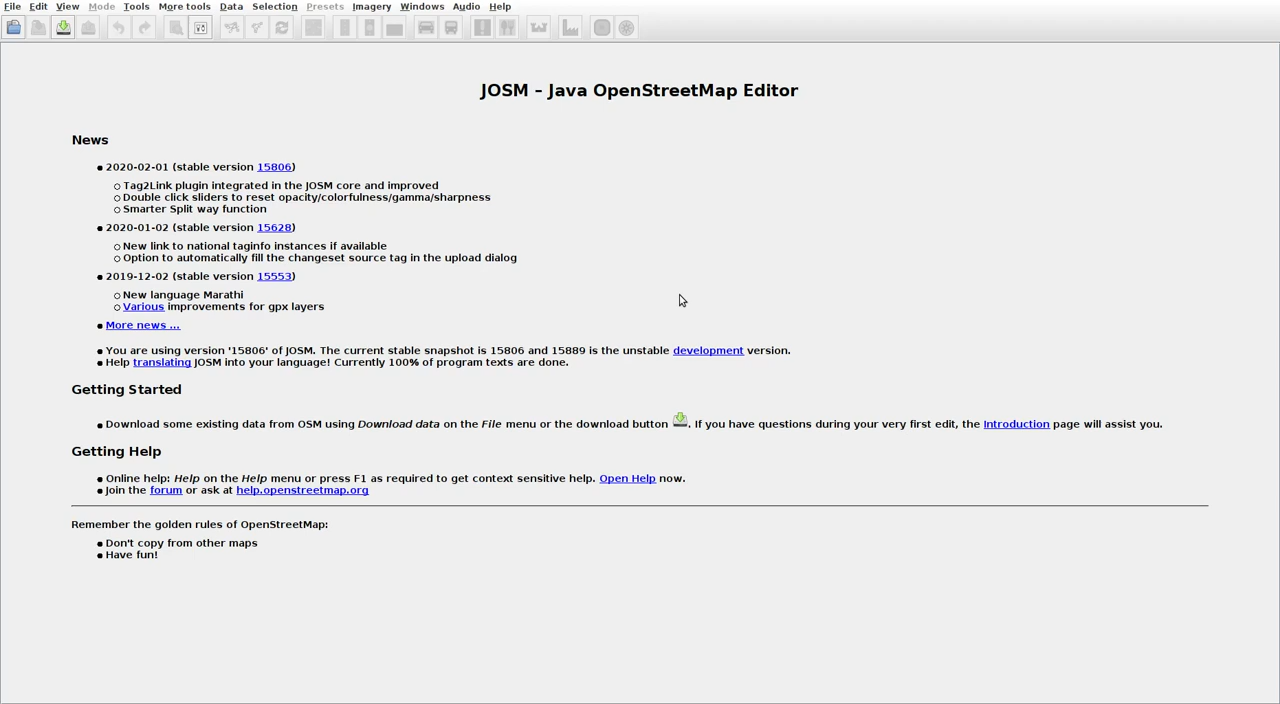 File Edit View Mode Tools More tools Data Selection Presets Imagery Windows Audio Help
JOSM – Java OpenStreetMap Editor
News
2020-02-01 (stable version 15806)
Tag2Link plugin integrated in the JOSM core and improved
Double click sliders to reset opacity/colorfulness/gamma/sharpness
Smarter Split way function
2020-01-02 (stable version 15628)
New link to national taginfo instances if available
Option to automatically fill the changeset source tag in the upload dialog
2019-12-02 (stable version 15553)
New language Marathi
Various improvements for gpx layers
More news ...
You are using version '15806' of JOSM. The current stable snapshot is 15806 and 15889 is the unstable development version.
Help translating JOSM into your language! Currently 100% of program texts are done.
Getting Started
Download some existing data from OSM using Download data on the File menu or the download button . If you have questions during your very first edit, the Introduction page will assist you.
Getting Help
Online help: Help on the Help menu or press F1 as required to get context sensitive help. Open Help now.
Join the forum or ask at help.openstreetmap.org
Remember the golden rules of OpenStreetMap:
Don't copy from other maps
Have fun!